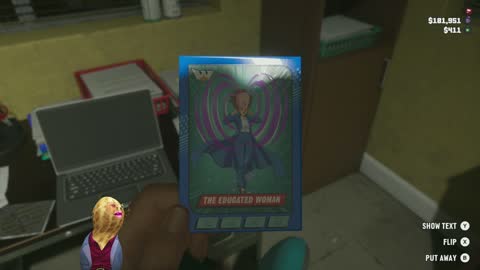 $181,951
$411
W
THE EDUCATED WOMAN
SHOW TEXT Y
FLIP X
PUT AWAY B